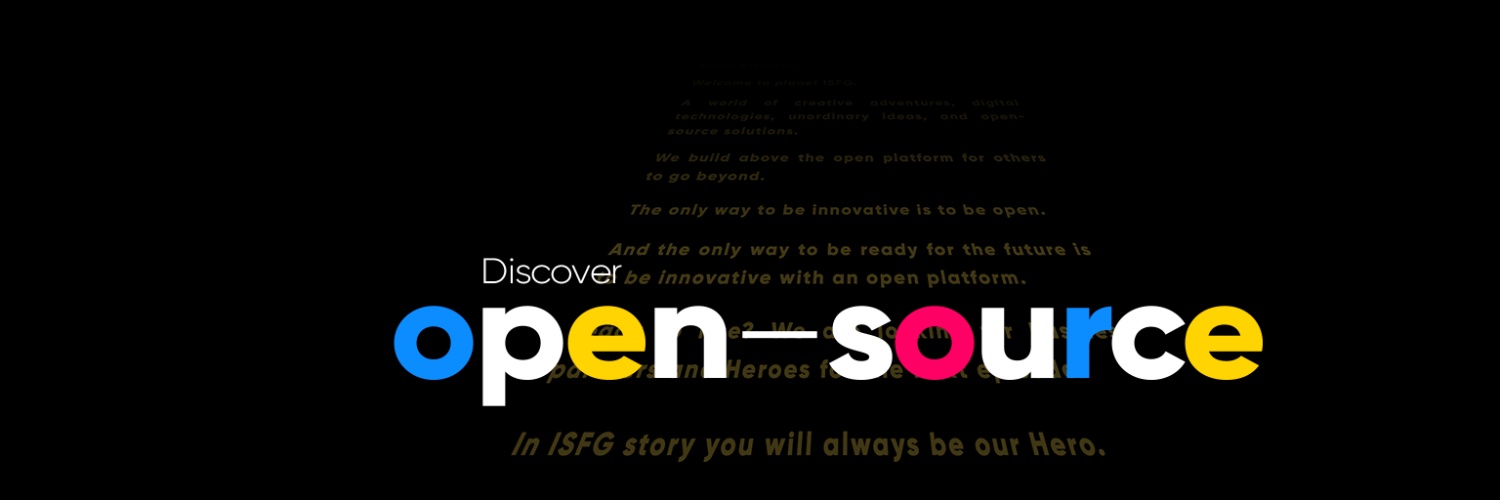 Welcome to planet ISFG.
A world of creative adventures, digital
technologies, unordinary ideas, and open-
source solutions.
We build above the open platform for others
to go beyond.
The only way to be innovative is to be open.
And the only way to be ready for the future is
be innovative with an open platform.
Discover
open—source
We
and Heroes
In ISFG story you will always be our Hero.